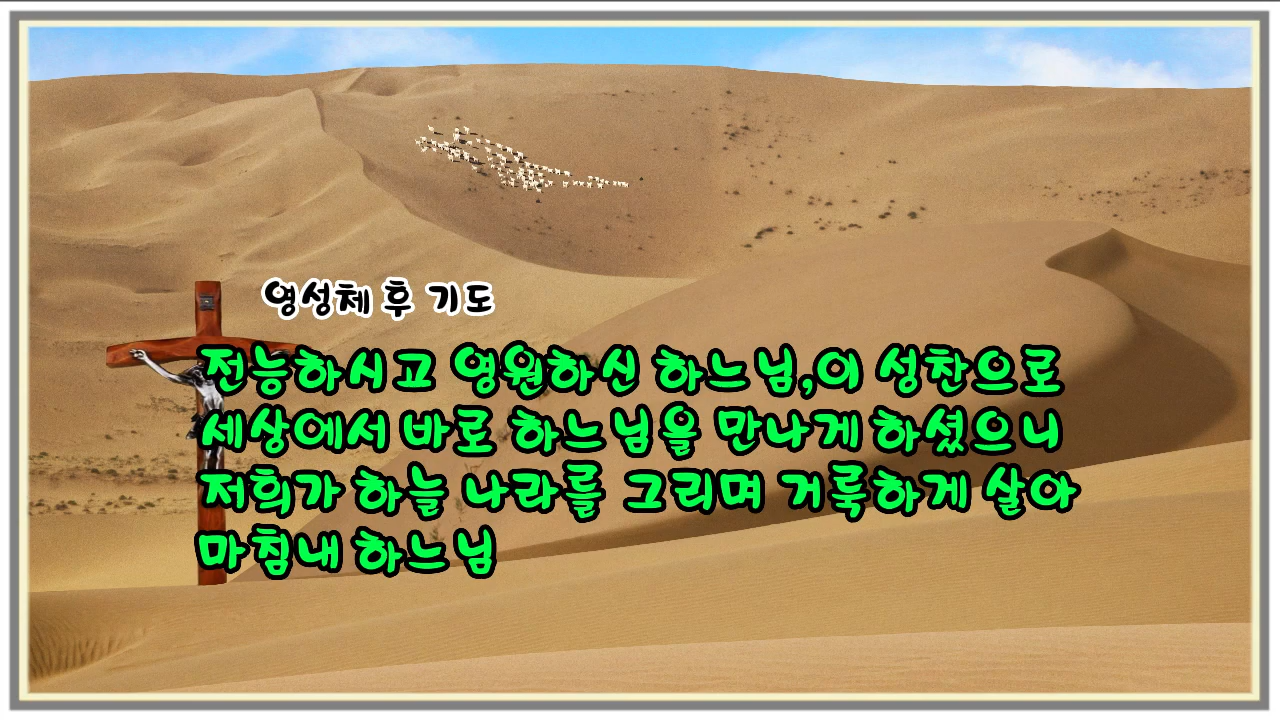 영성체 후 기도
전능하시고 영원하신 하느님,이 성찬으로
세상에서 바로 하느님을 만나게 하셨으니
저희가 하늘 나라를 그리며 거룩하게 살아
마침내 하느님